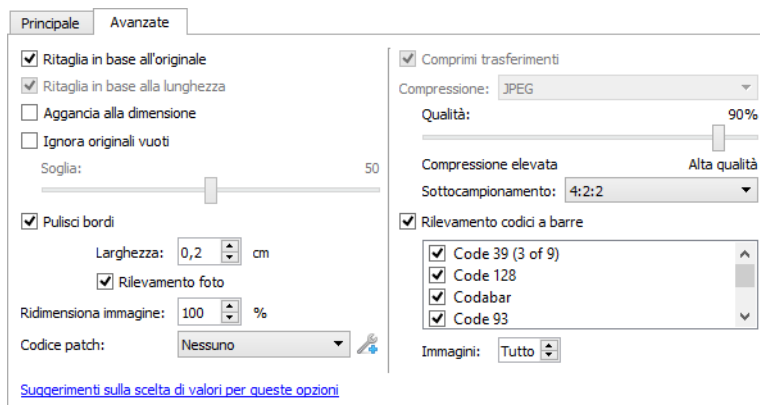 Principale Avanzate
Ritaglia in base all'originale
Ritaglia in base alla lunghezza
Aggancia alla dimensione
Ignora originali vuoti
Soglia: 50
Pulisci bordi
Larghezza: 0,2 cm
Rilevamento foto
Ridimensiona immagine: 100 %
Codice patch: Nessuno
Suggerimenti sulla scelta di valori per queste opzioni
Comprimi trasferimenti
Compressione: JPEG
Qualità: 90%
Compressione elevata Alta qualità
Sottocampionamento: 4:2:2
Rilevamento codici a barre
Code 39 (3 of 9)
Code 128
Codabar
Code 93
Immagini: Tutto